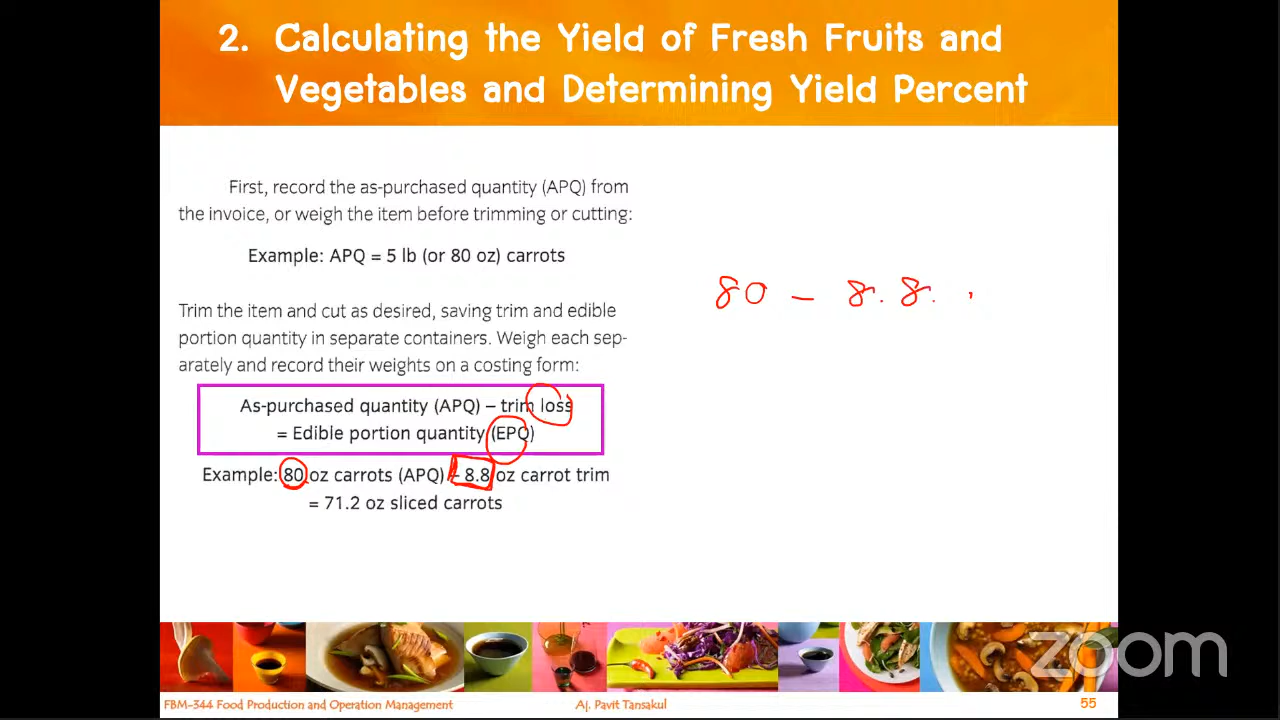 2. Calculating the Yield of Fresh Fruits and
Vegetables and Determining Yield Percent
First, record the as-purchased quantity (APQ) from
the invoice, or weigh the item before trimming or cutting:
Example: APQ = 5 lb (or 80 oz) carrots
Trim the item and cut as desired, saving trim and edible
portion quantity in separate containers. Weigh each sep-
arately and record their weights on a costing form:
As-purchased quantity (APQ) – trim loss
= Edible portion quantity (EPQ)
Example: 80 oz carrots (APQ) – 8.8 oz carrot trim
= 71.2 oz sliced carrots
80 – 8.8.
zoom
FBM-344 Food Production and Operation Management
Aj. Pavit Tansakul
55